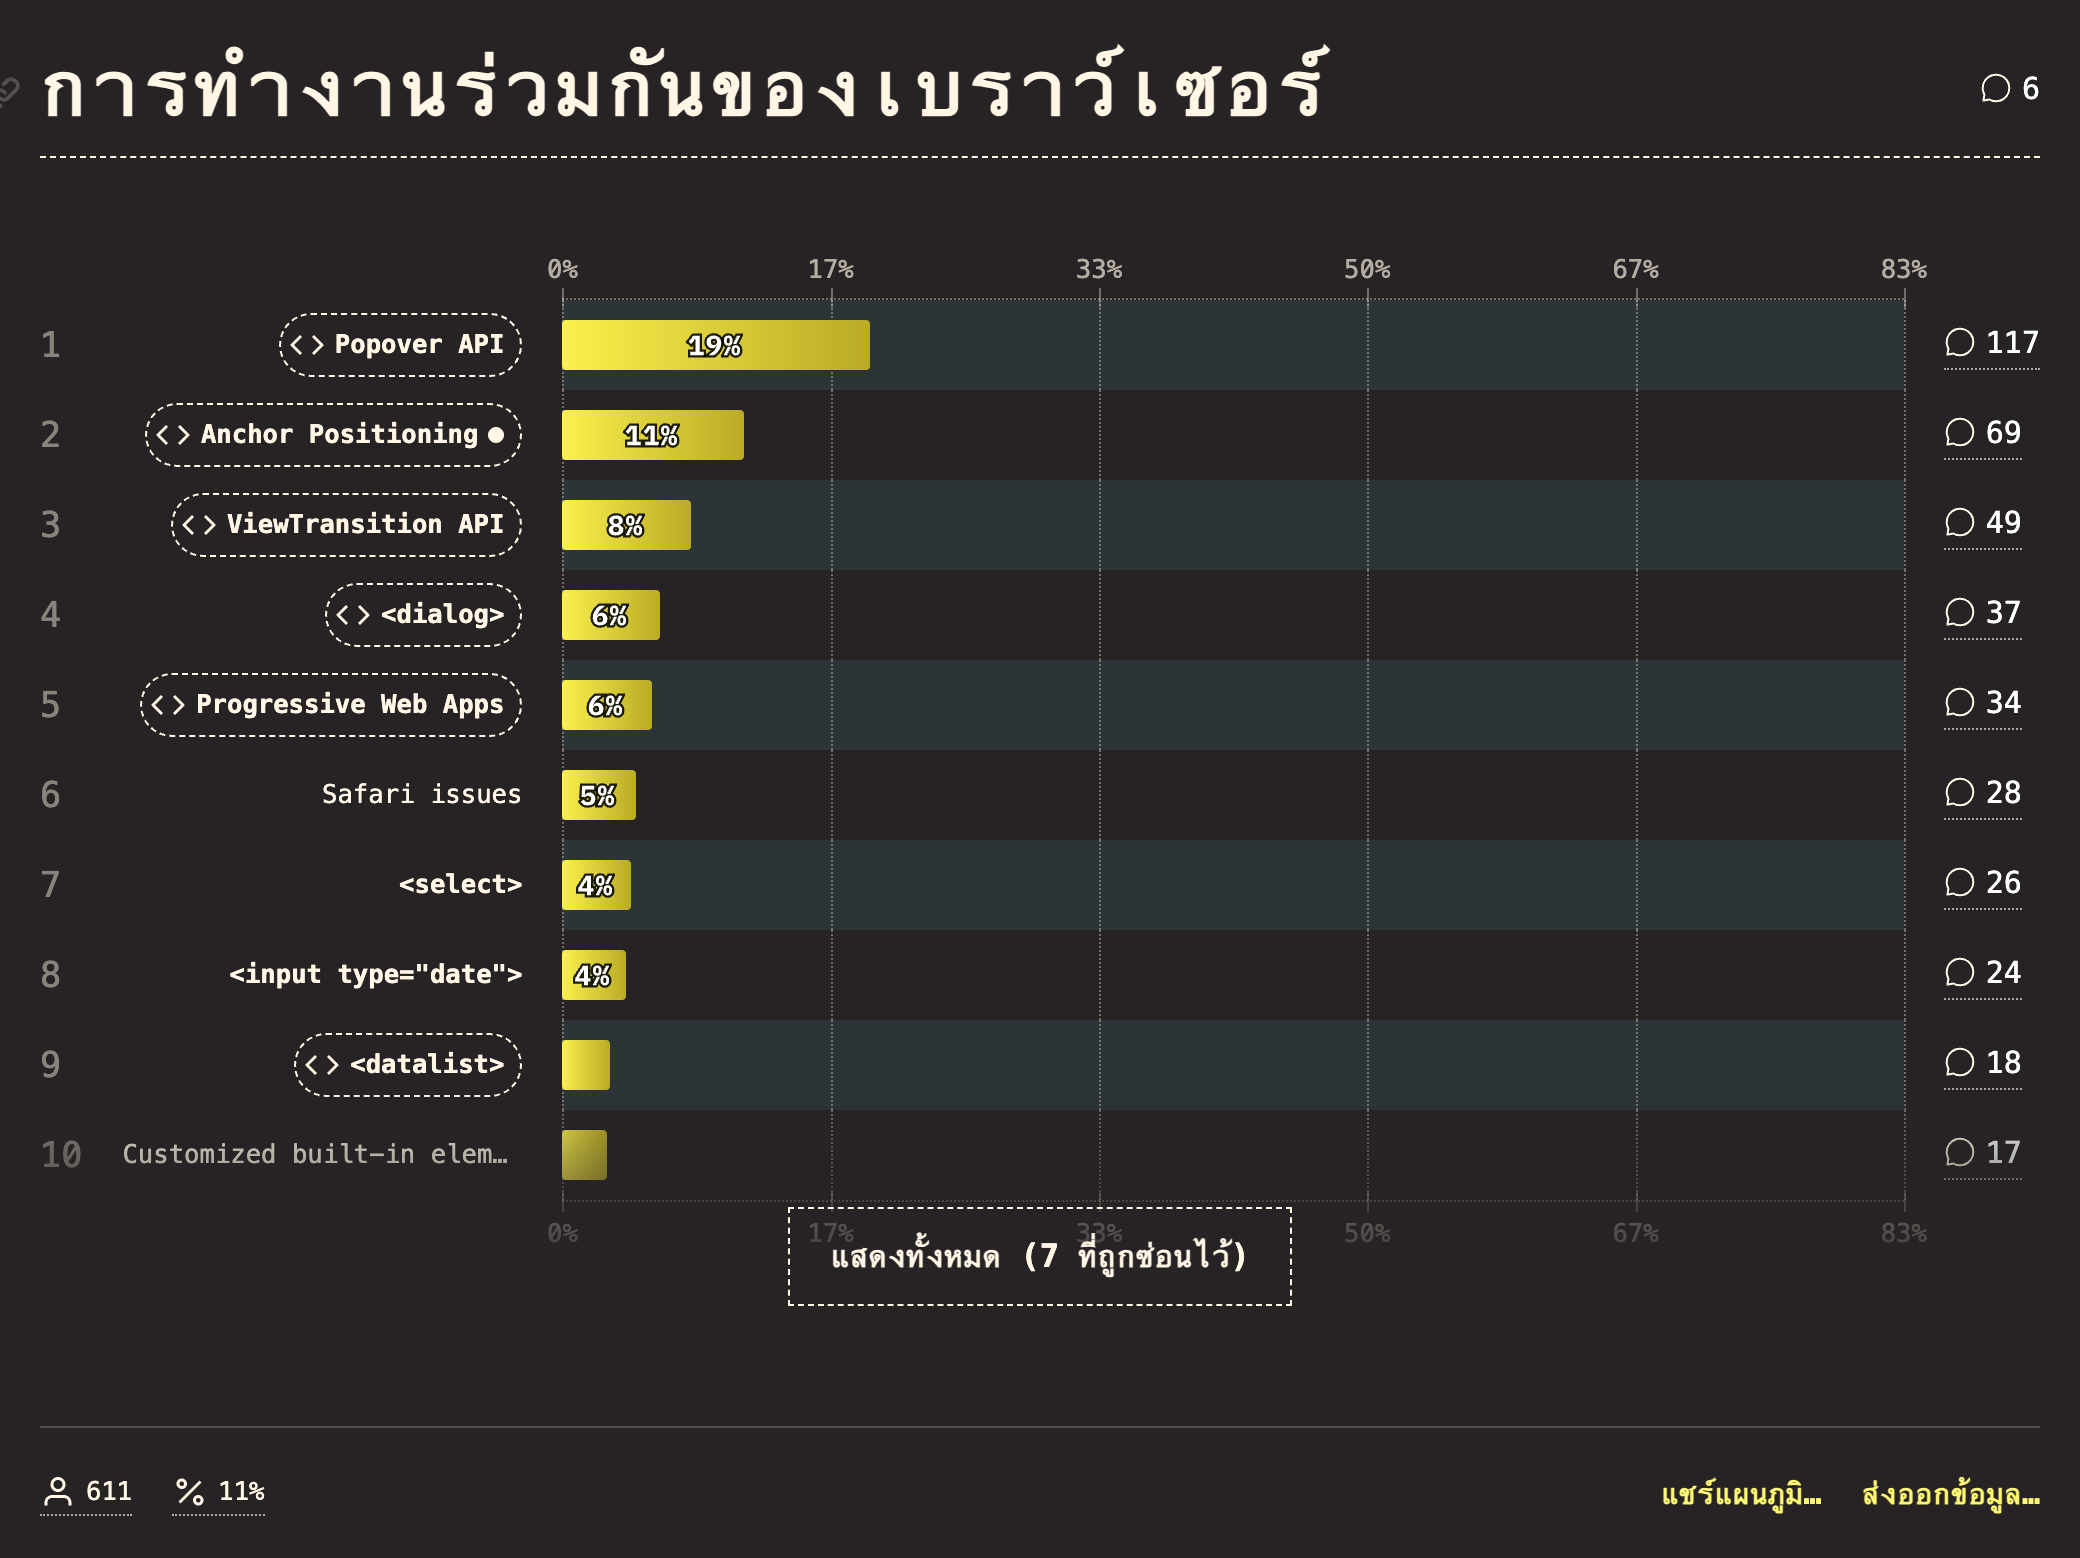 การทำงานร่วมกันของเบราว์เซอร์
6
0% 17% 33% 50% 67% 83%
1 <> Popover API 19% 117
2 <> Anchor Positioning 11% 69
3 <> ViewTransition API 8% 49
4 <> <dialog> 6% 37
5 <> Progressive Web Apps 6% 34
6 Safari issues 5% 28
7 <select> 4% 26
8 <input type="date"> 4% 24
9 <> <datalist> 18
10 Customized built-in elem… 17
0% 17% 33% 50% 67% 83%
แสดงทั้งหมด (7 ที่ถูกซ่อนไว้)
611 % 11% แชร์แผนภูมิ… ส่งออกข้อมูล…